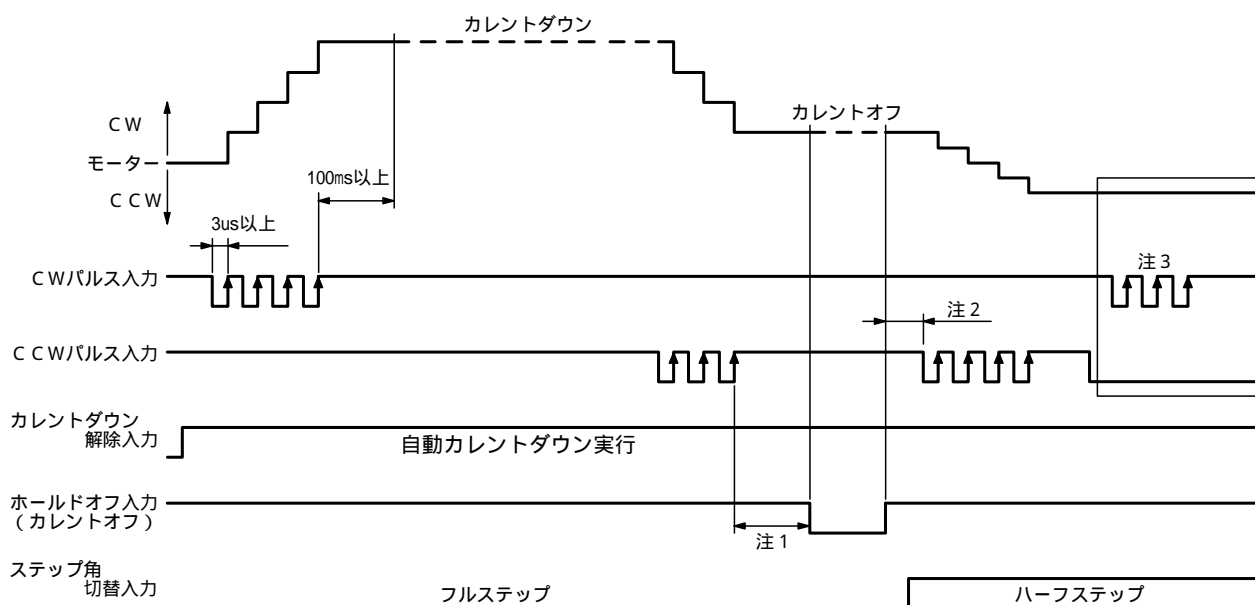 カレントダウン
カレントオフ
ＣＷ
モーター
ＣＣＷ
100ms以上
3us以上
ＣＷパルス入力
注３
注２
ＣＣＷパルス入力
カレントダウン
解除入力
自動カレントダウン実行
ホールドオフ入力
（カレントオフ）
注１
ステップ角
切替入力
フルステップ
ハーフステップ